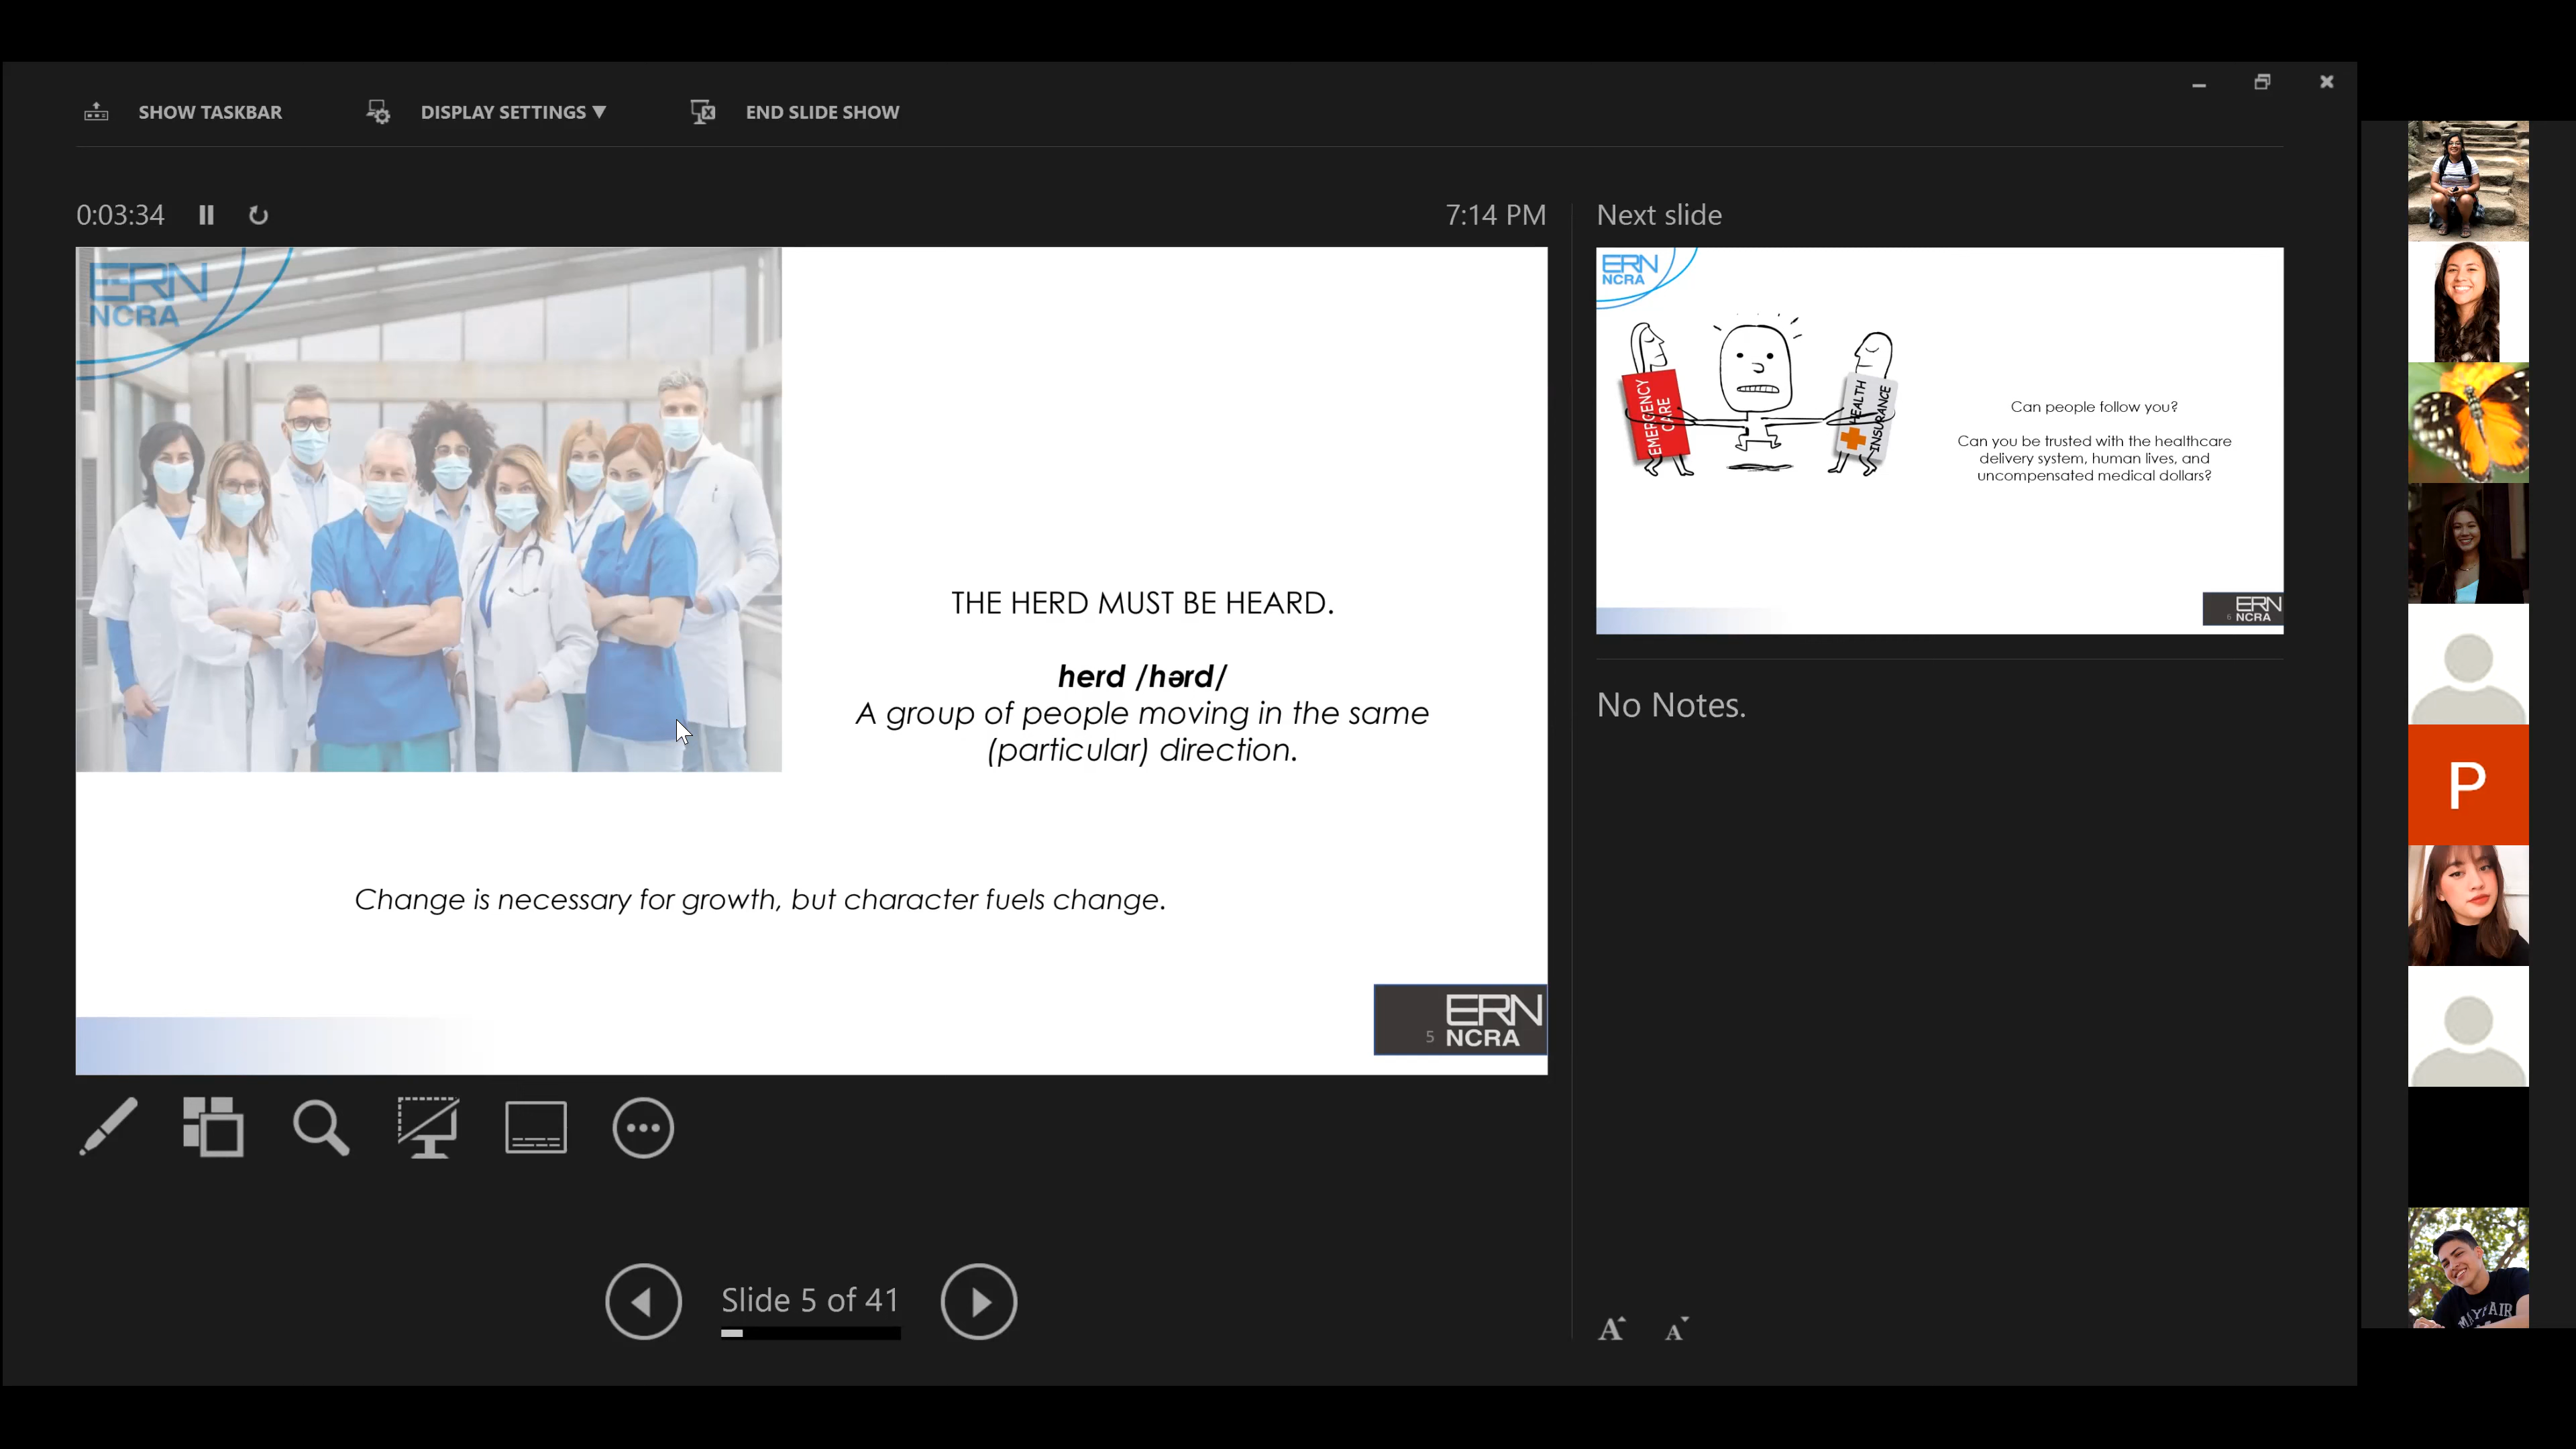 SHOW TASKBAR
DISPLAY SETTINGS ▼
END SLIDE SHOW
0:03:34
7:14 PM
Next slide
ERN
NCRA
THE HERD MUST BE HEARD.
herd /hərd/
A group of people moving in the same
(particular) direction.
Change is necessary for growth, but character fuels change.
5
ERN
NCRA
ERN
NCRA
EMERGENCY
CARE
HEALTH
INSURANCE
Can people follow you?
Can you be trusted with the healthcare
delivery system, human lives, and
uncompensated medical dollars?
6
ERN
NCRA
No Notes.
Slide 5 of 41
A
A
P
MAYFAIR